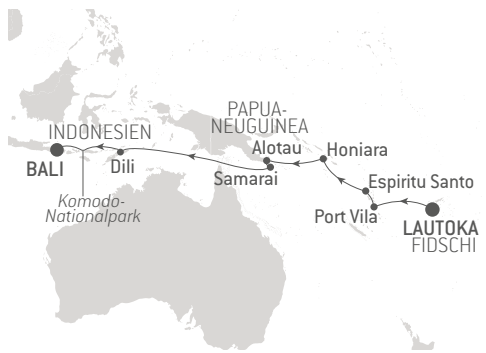 PAPUA-
NEUGUINEA
INDONESIEN
Alotau
Honiara
BALI
Dili
Samarai
Espiritu Santo
Komodo-
Nationalpark
Port Vila
LAUTOKA
FIDSCHI